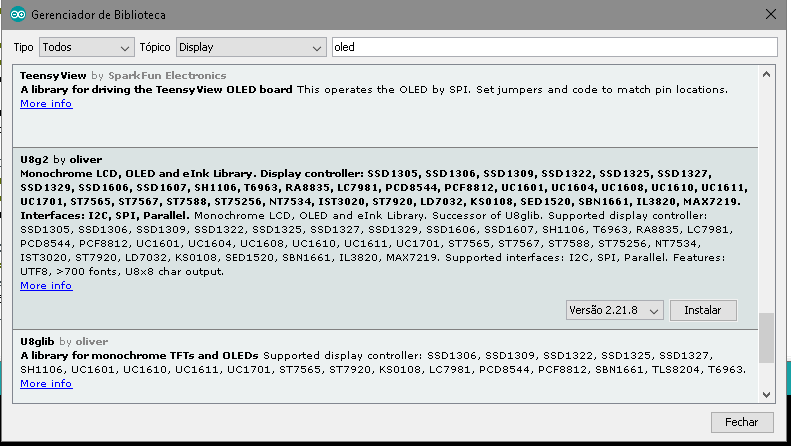 Gerenciador de Biblioteca
Tipo Todos Tópico Display oled
TeensyView by SparkFun Electronics
A library for driving the TeensyView OLED board This operates the OLED by SPI. Set jumpers and code to match pin locations.
More info
U8g2 by oliver
Monochrome LCD, OLED and eInk Library. Display controller: SSD1305, SSD1306, SSD1309, SSD1322, SSD1325, SSD1327,
SSD1329, SSD1606, SSD1607, SH1106, T6963, RA8835, LC7981, PCD8544, PCF8812, UC1601, UC1604, UC1608, UC1610, UC1611,
UC1701, ST7565, ST7567, ST7588, ST75256, NT7534, IST3020, ST7920, LD7032, KS0108, SED1520, SBN1661, IL3820, MAX7219.
Interfaces: I2C, SPI, Parallel. Monochrome LCD, OLED and eInk Library. Successor of U8glib. Supported display controller:
SSD1305, SSD1306, SSD1309, SSD1322, SSD1325, SSD1327, SSD1329, SSD1606, SSD1607, SH1106, T6963, RA8835, LC7981,
PCD8544, PCF8812, UC1601, UC1604, UC1608, UC1610, UC1611, UC1701, ST7565, ST7567, ST7588, ST75256, NT7534,
IST3020, ST7920, LD7032, KS0108, SED1520, SBN1661, IL3820, MAX7219. Supported interfaces: I2C, SPI, Parallel. Features:
UTF8, >700 fonts, U8x8 char output.
More info
Versão 2.21.8 Instalar
U8glib by oliver
A library for monochrome TFTs and OLEDs Supported display controller: SSD1306, SSD1309, SSD1322, SSD1325, SSD1327,
SH1106, UC1601, UC1610, UC1611, UC1701, ST7565, ST7920, KS0108, LC7981, PCD8544, PCF8812, SBN1661, TLS8204, T6963.
More info
Fechar